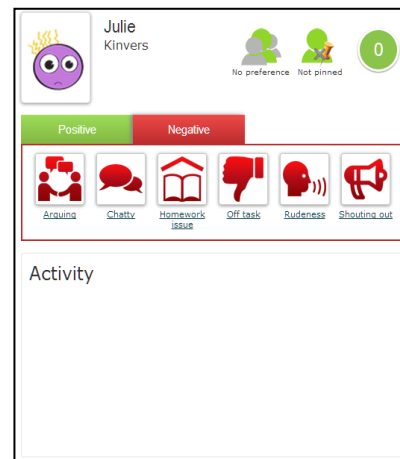 Julie
Kinvers
No preference
Not pinned
0
Positive
Negative
Arguing
Chatty
Homework
issue
Off task
Rudeness
Shouting out
Activity